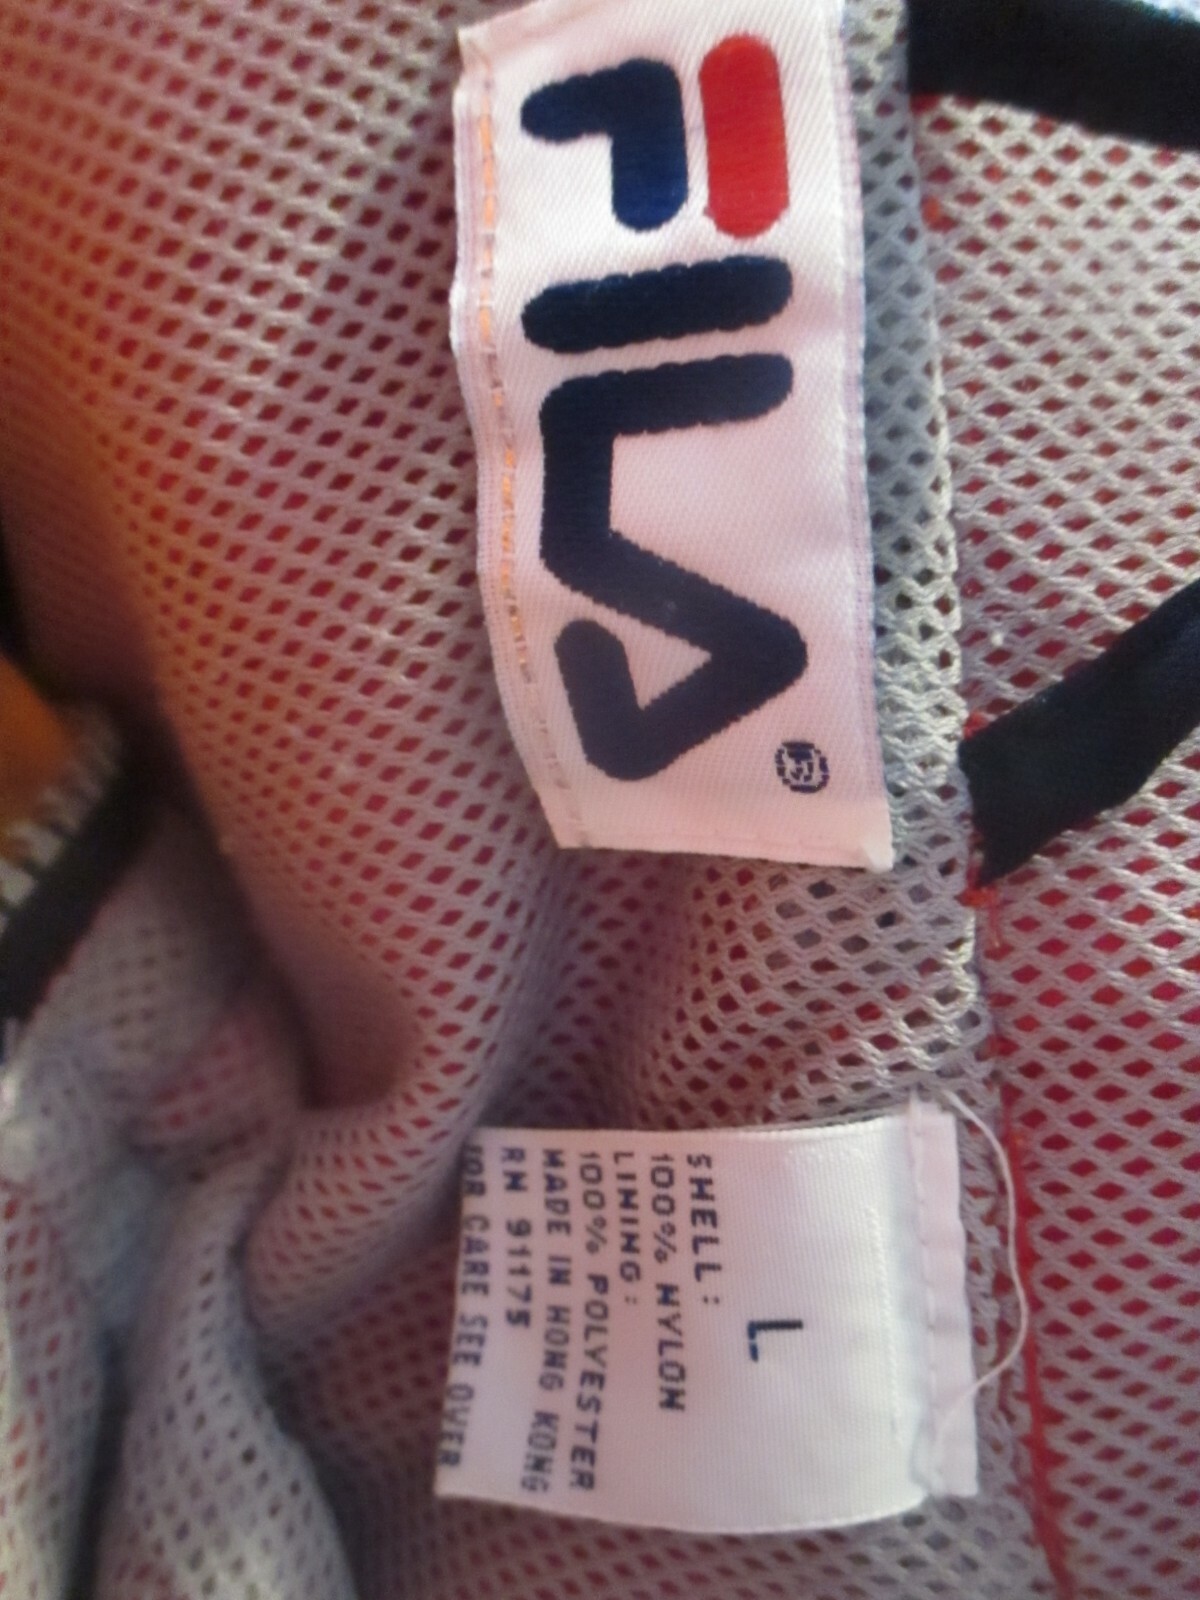 FILA®
L
SHELL:
100% NYLON
LINING:
100% POLYESTER
MADE IN HONG KONG
RN 91175
FOR CARE SEE OVER